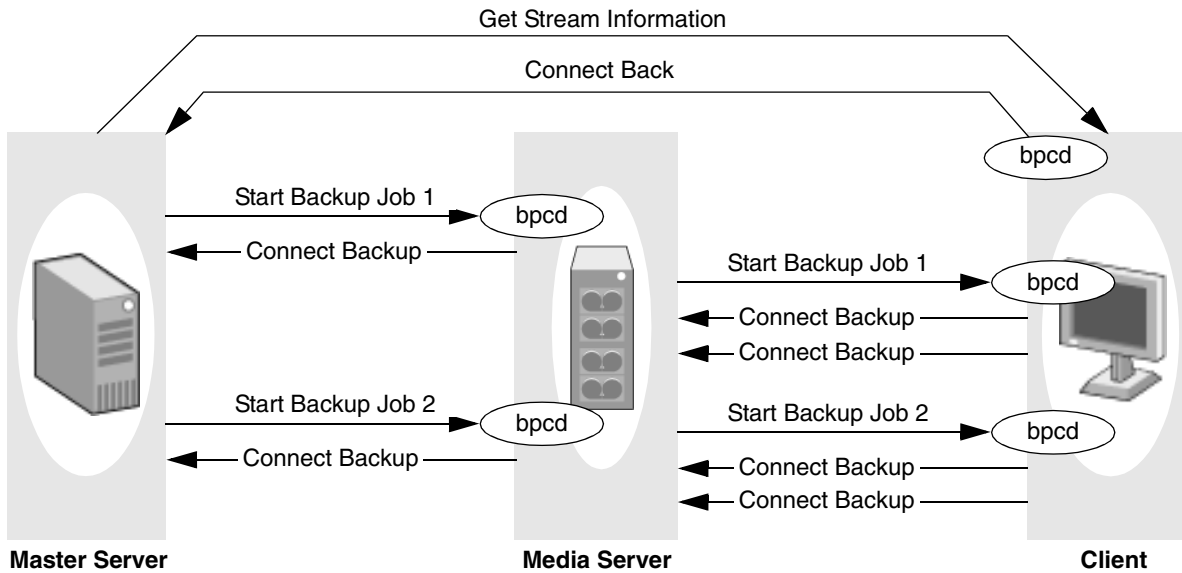 Get Stream Information
Connect Back
bpcd
Start Backup Job 1
bpcd
Connect Backup
Start Backup Job 1
bpcd
Connect Backup
Connect Backup
Start Backup Job 2
bpcd
Connect Backup
Start Backup Job 2
bpcd
Connect Backup
Connect Backup
Master Server
Media Server
Client